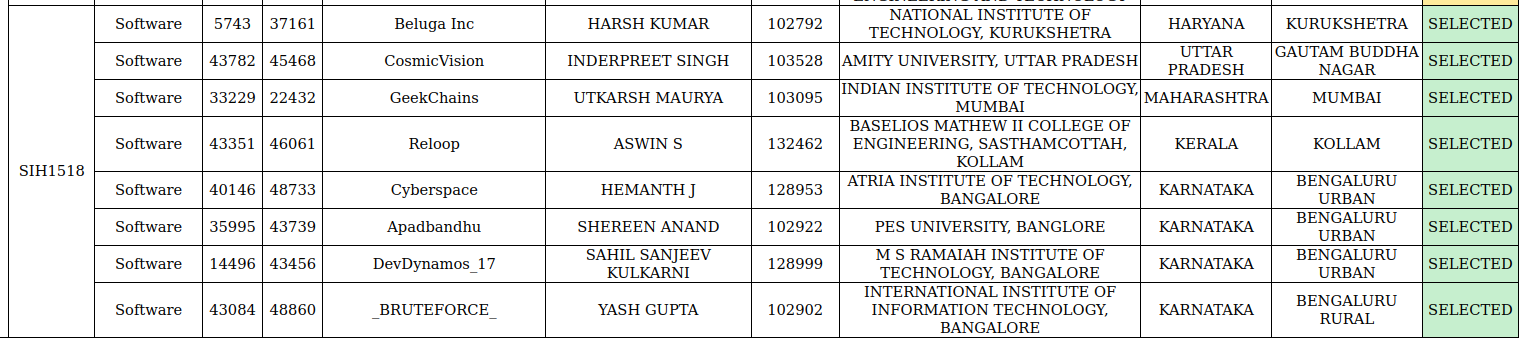 ENGINEERING AND TECHNOLOGY
SIH1518
Software 5743 37161 Beluga Inc HARSH KUMAR 102792 NATIONAL INSTITUTE OF TECHNOLOGY, KURUKSHETRA HARYANA KURUKSHETRA SELECTED
Software 43782 45468 CosmicVision INDERPREET SINGH 103528 AMITY UNIVERSITY, UTTAR PRADESH UTTAR PRADESH GAUTAM BUDDHA NAGAR SELECTED
Software 33229 22432 GeekChains UTKARSH MAURYA 103095 INDIAN INSTITUTE OF TECHNOLOGY, MUMBAI MAHARASHTRA MUMBAI SELECTED
Software 43351 46061 Reloop ASWIN S 132462 BASELIOS MATHEW II COLLEGE OF ENGINEERING, SASTHAMCOTTAH, KOLLAM KERALA KOLLAM SELECTED
Software 40146 48733 Cyberspace HEMANTH J 128953 ATRIA INSTITUTE OF TECHNOLOGY, BANGALORE KARNATAKA BENGALURU URBAN SELECTED
Software 35995 43739 Apadbandhu SHEREEN ANAND 102922 PES UNIVERSITY, BANGLORE KARNATAKA BENGALURU URBAN SELECTED
Software 14496 43456 DevDynamos_17 SAHIL SANJEEV KULKARNI 128999 M S RAMAIAH INSTITUTE OF TECHNOLOGY, BANGALORE KARNATAKA BENGALURU URBAN SELECTED
Software 43084 48860 _BRUTEFORCE_ YASH GUPTA 102902 INTERNATIONAL INSTITUTE OF INFORMATION TECHNOLOGY, BANGALORE KARNATAKA BENGALURU RURAL SELECTED